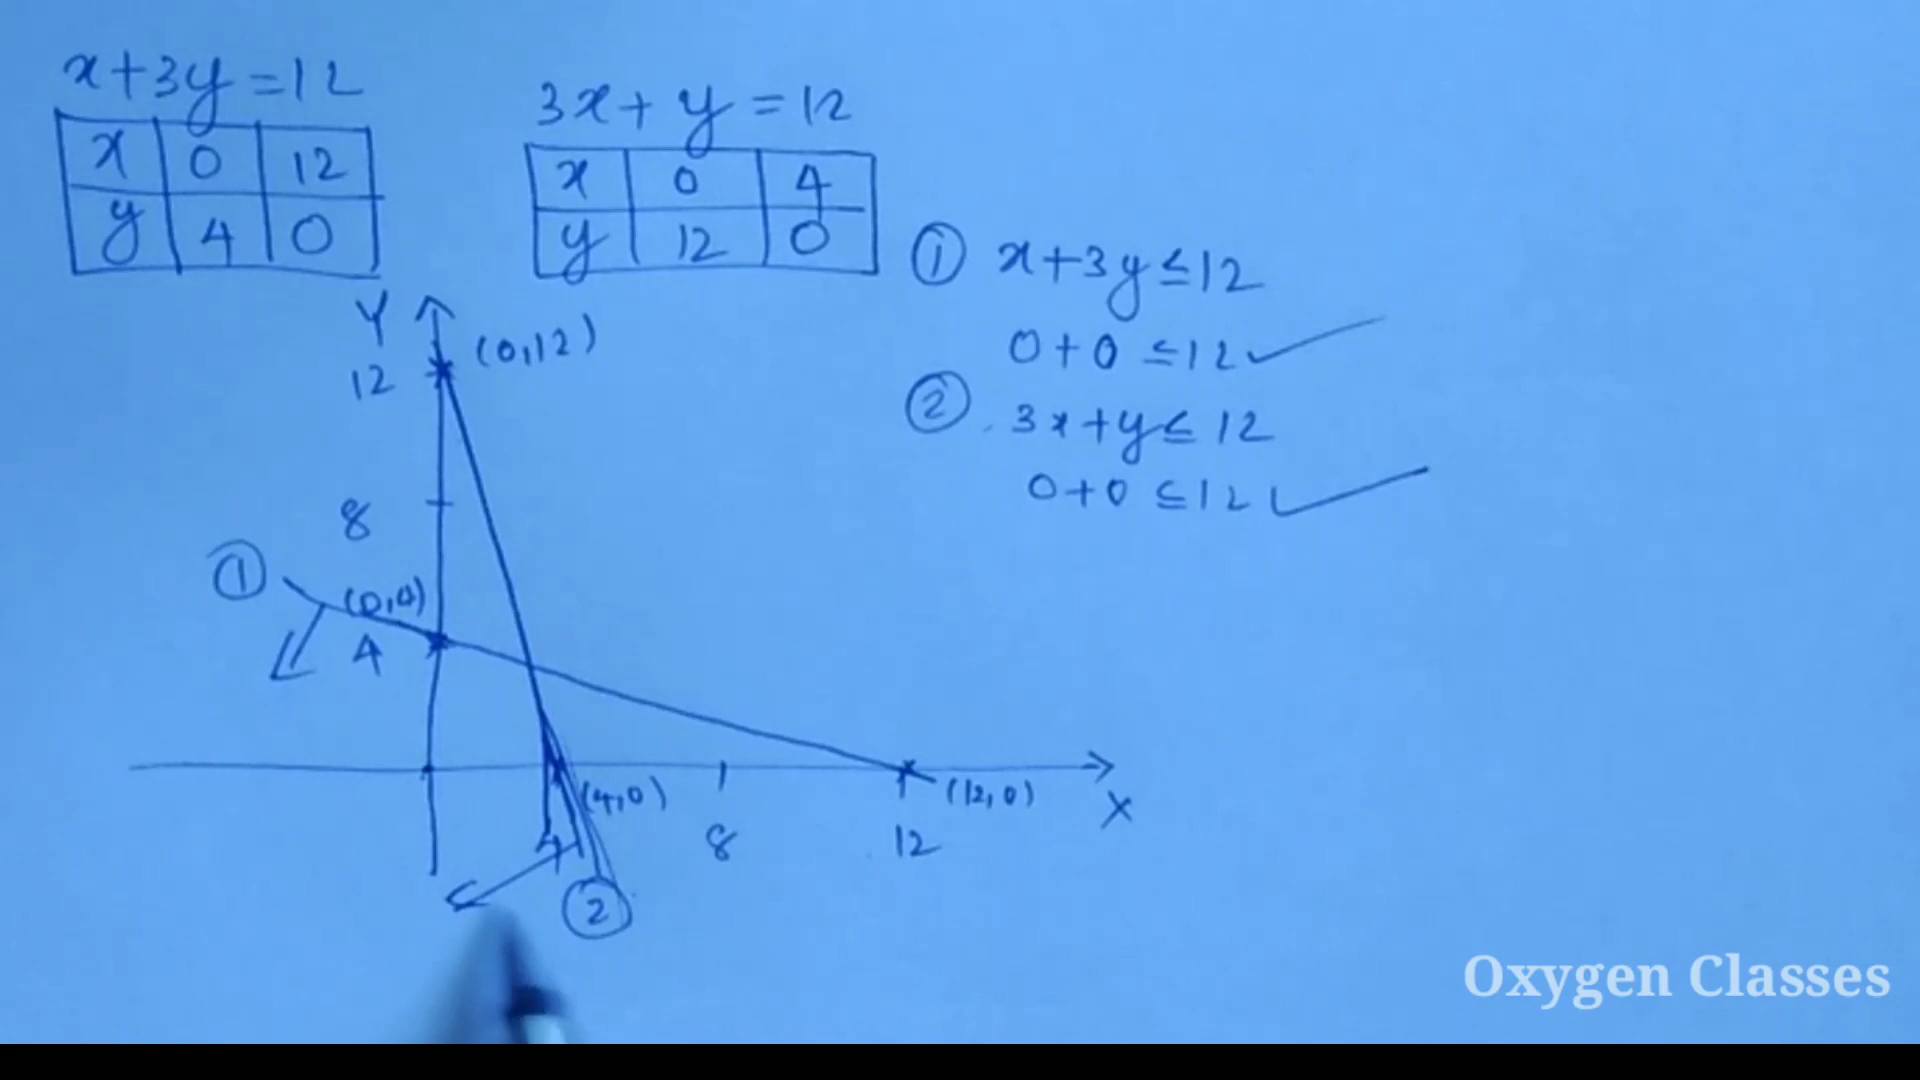 x+3y=12
x 0 12
y 4 0
3x+y=12
x 0 4
y 12 0
① x+3y≤12
0+0≤12✓
② 3x+y≤12
0+0≤12✓
Y
(0,12)
12
8
①
(0,4)
4
(4,0)
(12,0)
X
4
8
12
②
Oxygen Classes